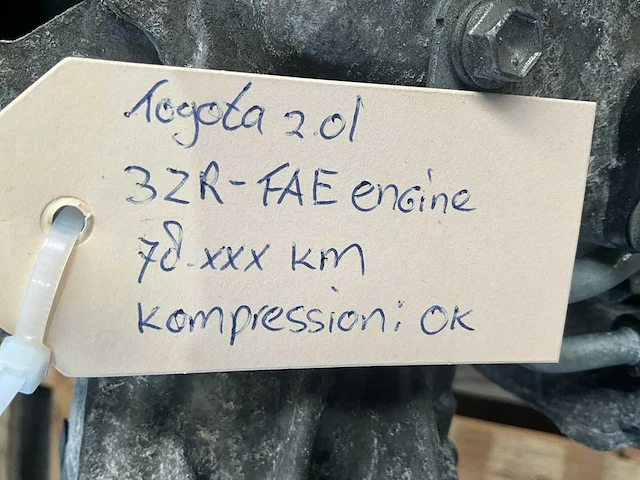 Toyota 2.0l
3ZR-FAE engine
78.xxx km
kompression: OK